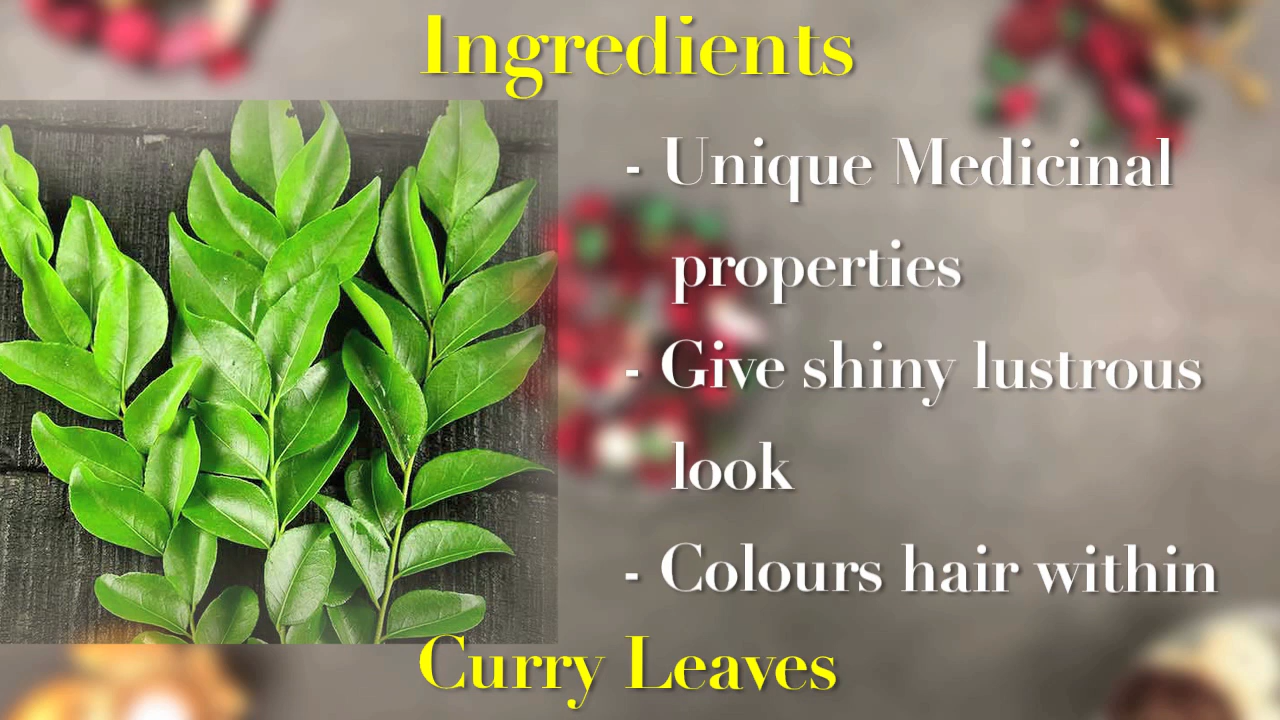 Ingredients
- Unique Medicinal
properties
- Give shiny lustrous
look
- Colours hair within
Curry Leaves